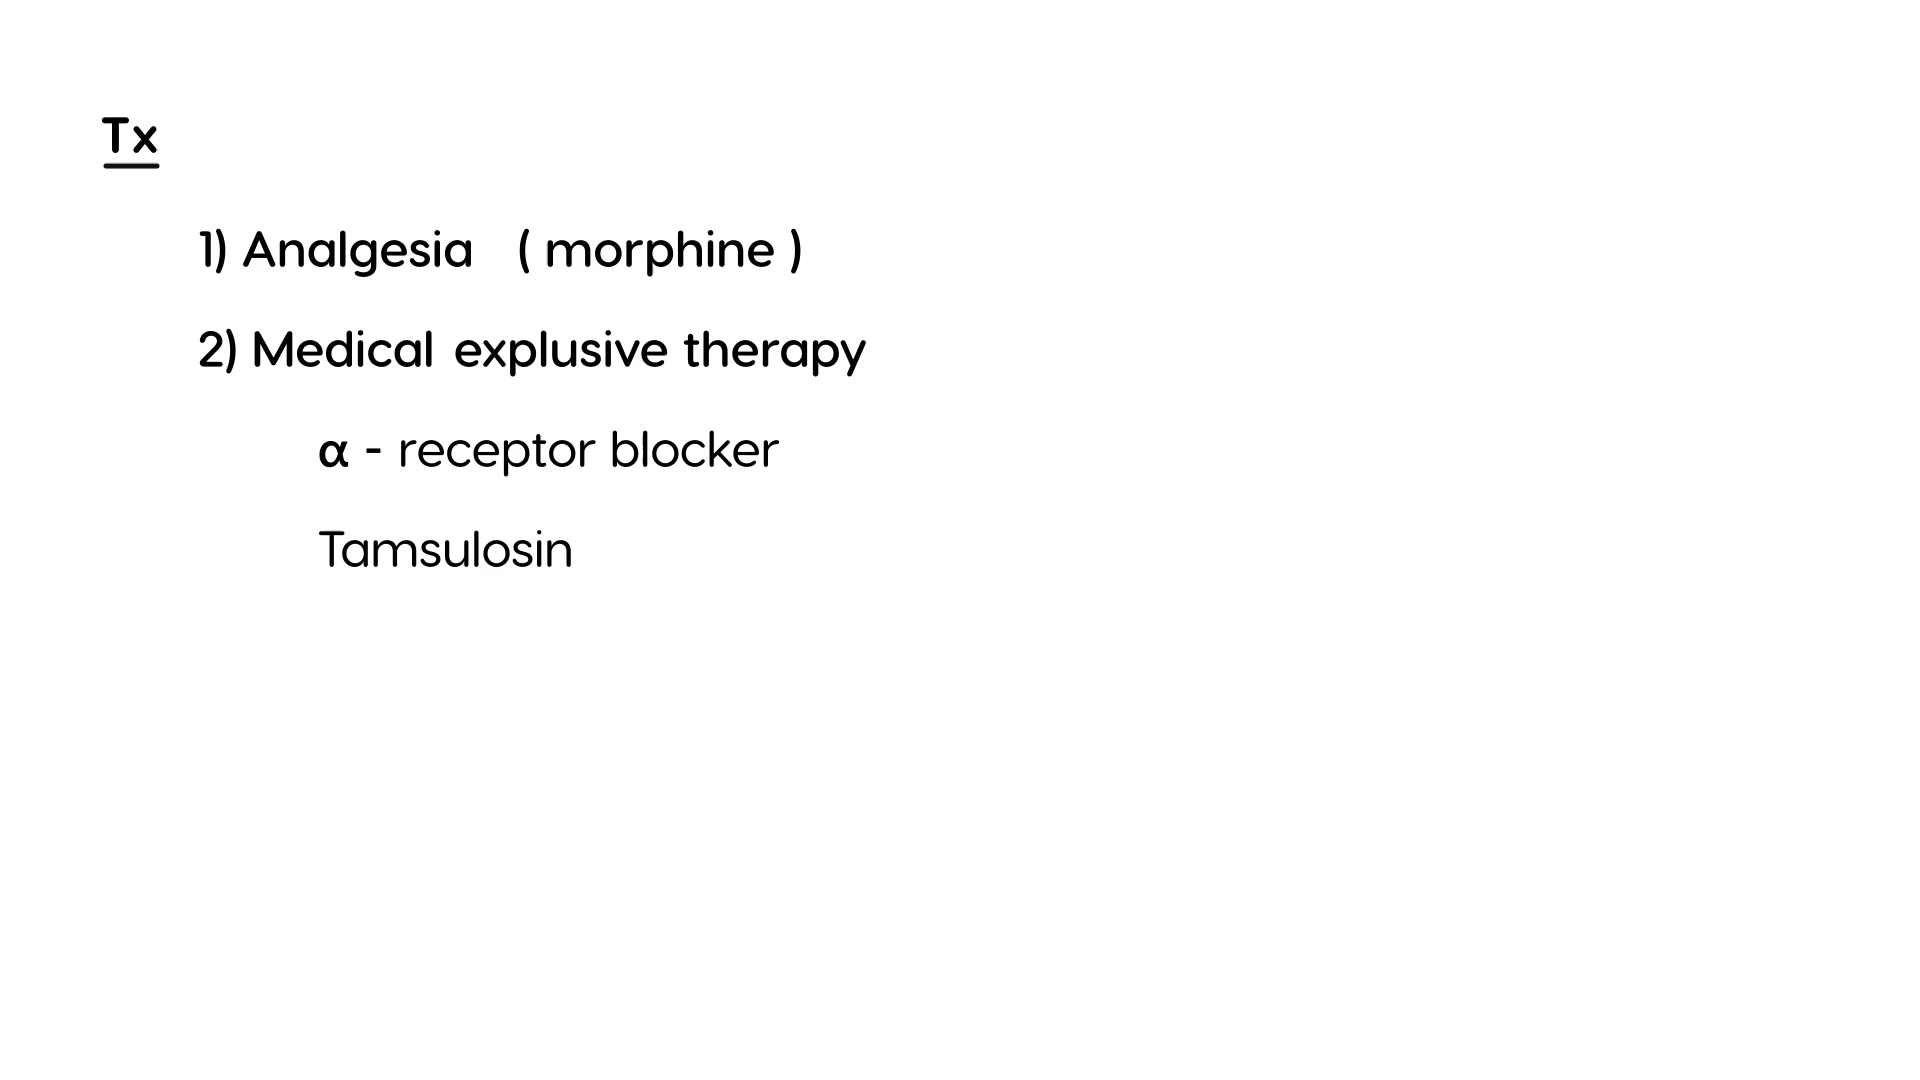 Tx
1) Analgesia ( morphine )
2) Medical explusive therapy
α - receptor blocker
Tamsulosin